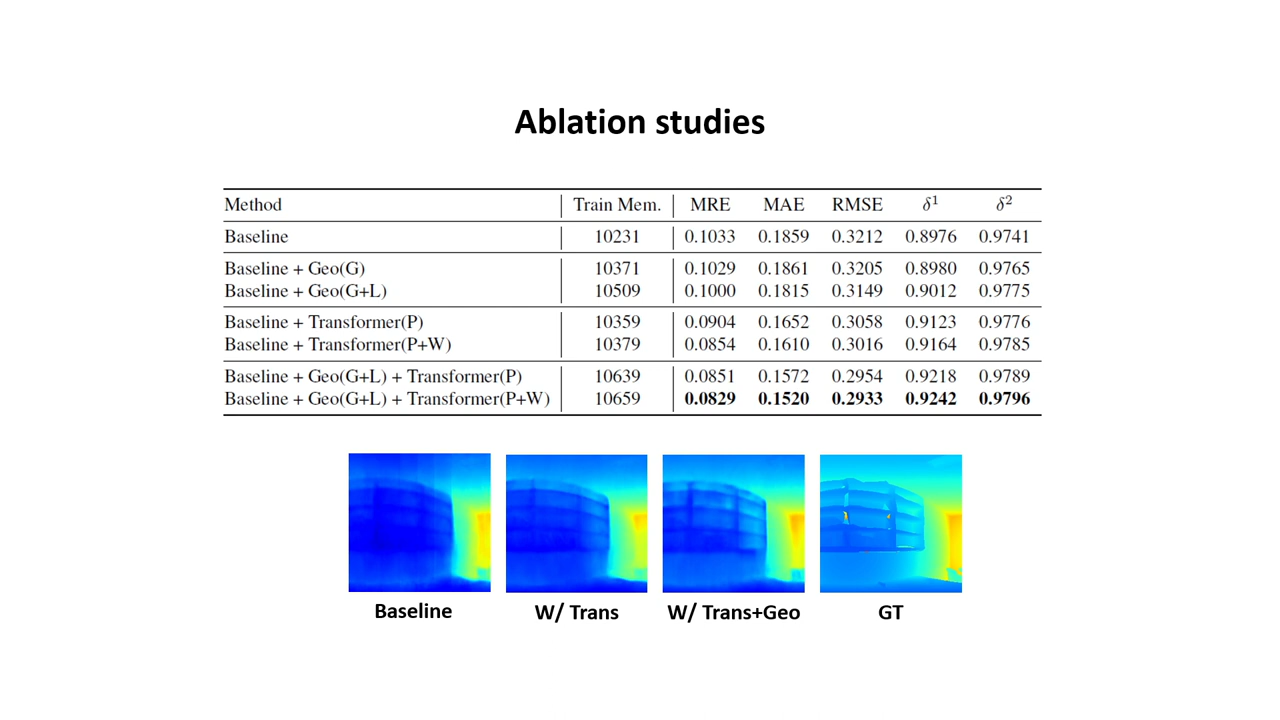 Ablation studies
Method Train Mem. MRE MAE RMSE δ¹ δ²
Baseline 10231 0.1033 0.1859 0.3212 0.8976 0.9741
Baseline + Geo(G) 10371 0.1029 0.1861 0.3205 0.8980 0.9765
Baseline + Geo(G+L) 10509 0.1000 0.1815 0.3149 0.9012 0.9775
Baseline + Transformer(P) 10359 0.0904 0.1652 0.3058 0.9123 0.9776
Baseline + Transformer(P+W) 10379 0.0854 0.1610 0.3016 0.9164 0.9785
Baseline + Geo(G+L) + Transformer(P) 10639 0.0851 0.1572 0.2954 0.9218 0.9789
Baseline + Geo(G+L) + Transformer(P+W) 10659 0.0829 0.1520 0.2933 0.9242 0.9796
Baseline W/ Trans W/ Trans+Geo GT